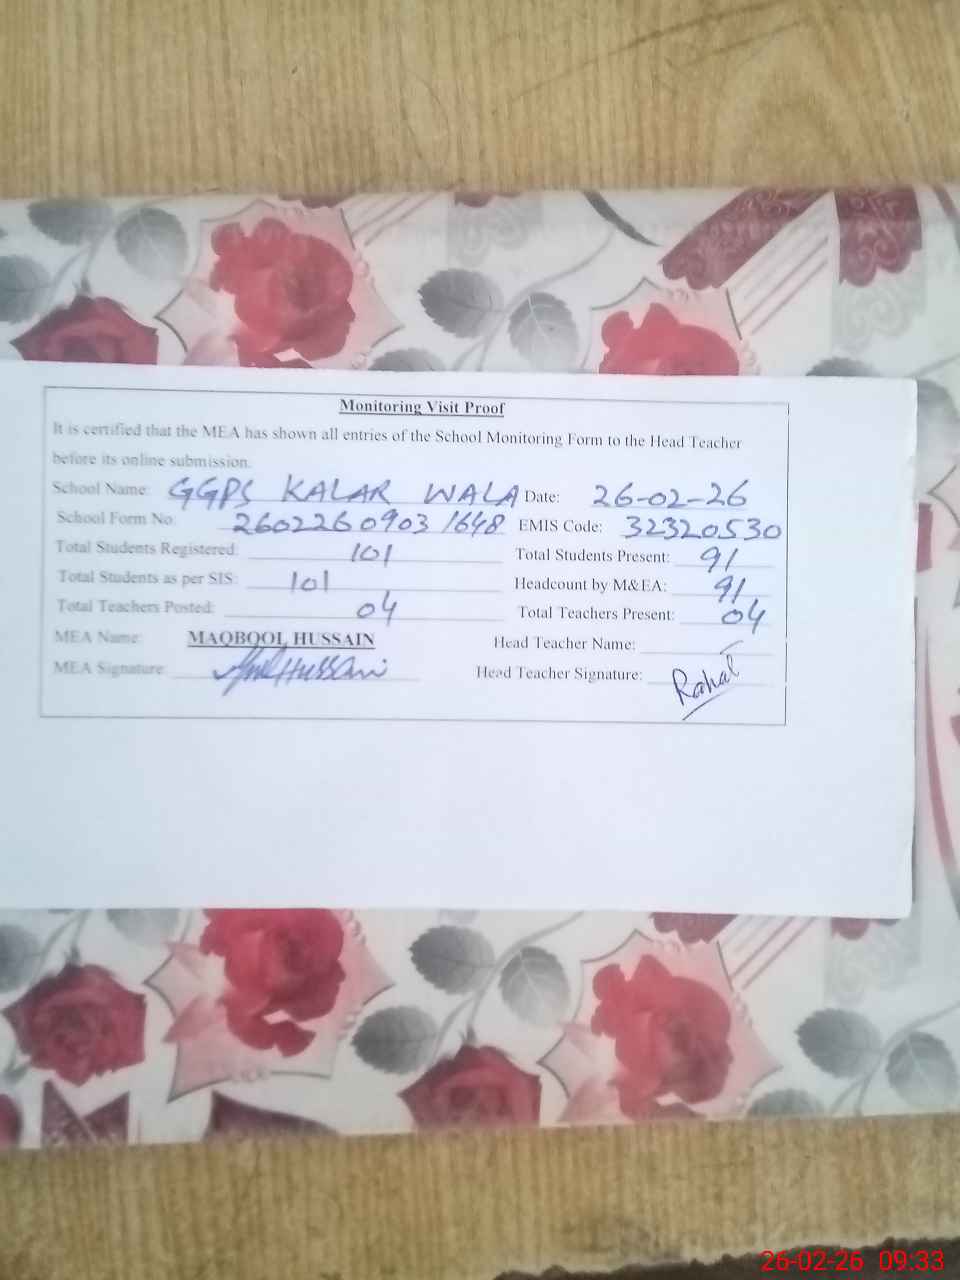 Monitoring Visit Proof
It is certified that the MEA has shown all entries of the School Monitoring Form to the Head Teacher
before its online submission.
School Name: GGPS KALAR WALA Date: 26-02-26
School Form No: 2602260903 1648 EMIS Code: 32320530
Total Students Registered: 101 Total Students Present: 91
Total Students as per SIS: 101 Headcount by M&EA: 91
Total Teachers Posted: 04 Total Teachers Present: 04
MEA Name: MAQBOOL HUSSAIN Head Teacher Name:
MEA Signature: Hussain Head Teacher Signature:
26-02-26 09:33